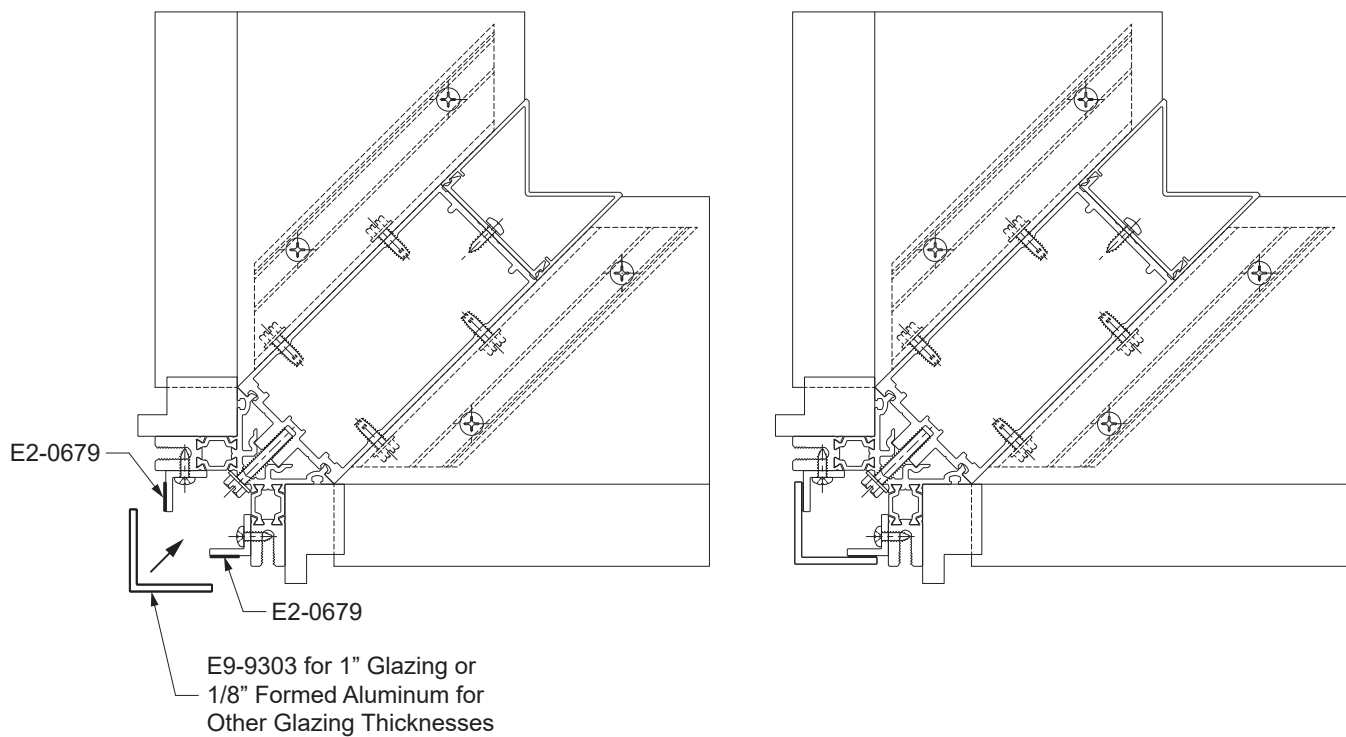 E2-0679
E2-0679
E9-9303 for 1” Glazing or
1/8” Formed Aluminum for
Other Glazing Thicknesses